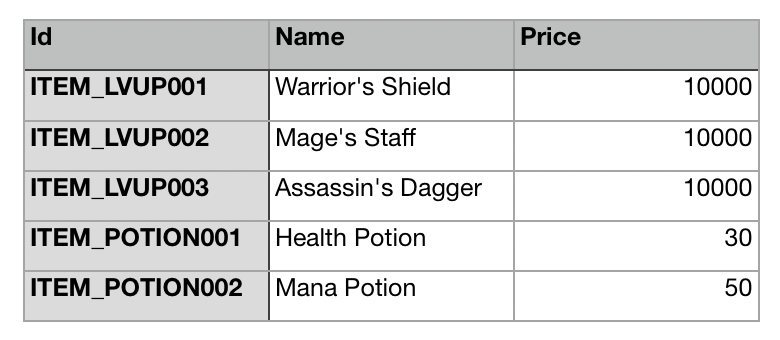 Id Name Price
ITEM_LVUP001 Warrior's Shield 10000
ITEM_LVUP002 Mage's Staff 10000
ITEM_LVUP003 Assassin's Dagger 10000
ITEM_POTION001 Health Potion 30
ITEM_POTION002 Mana Potion 50